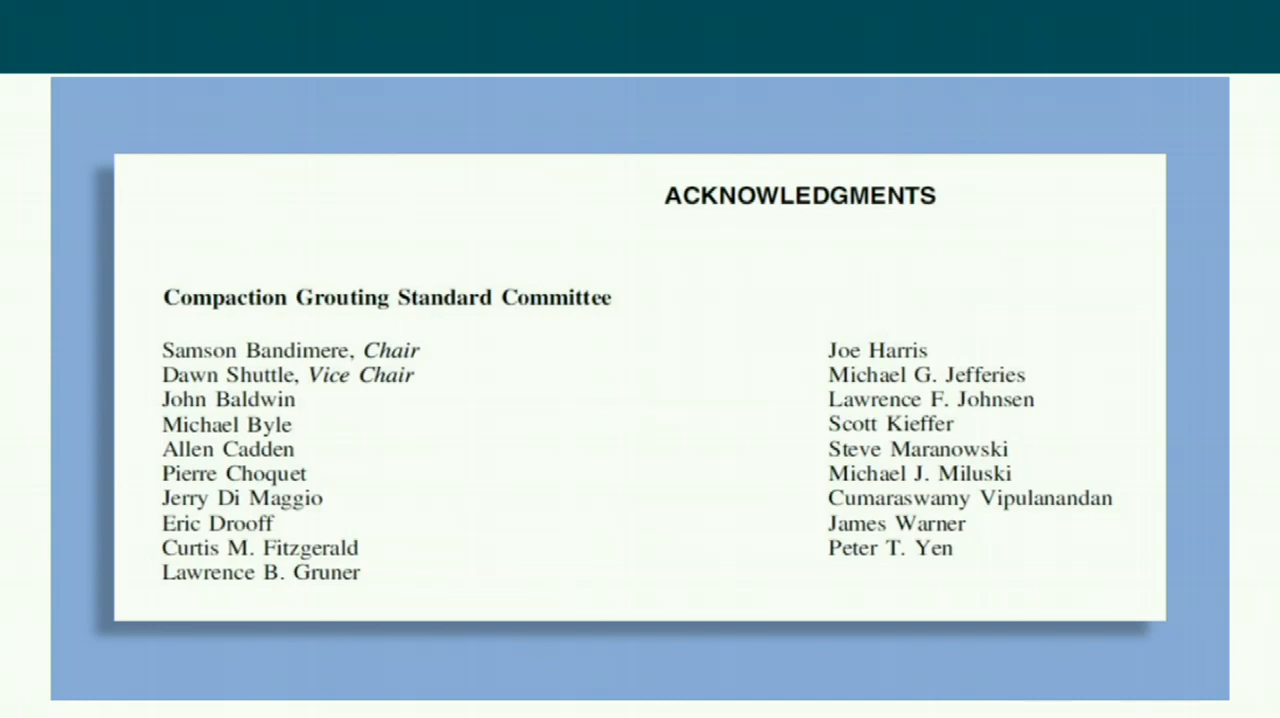 ACKNOWLEDGMENTS
Compaction Grouting Standard Committee
Samson Bandimere, Chair
Dawn Shuttle, Vice Chair
John Baldwin
Michael Byle
Allen Cadden
Pierre Choquet
Jerry Di Maggio
Eric Drooff
Curtis M. Fitzgerald
Lawrence B. Gruner
Joe Harris
Michael G. Jefferies
Lawrence F. Johnsen
Scott Kieffer
Steve Maranowski
Michael J. Miluski
Cumaraswamy Vipulanandan
James Warner
Peter T. Yen